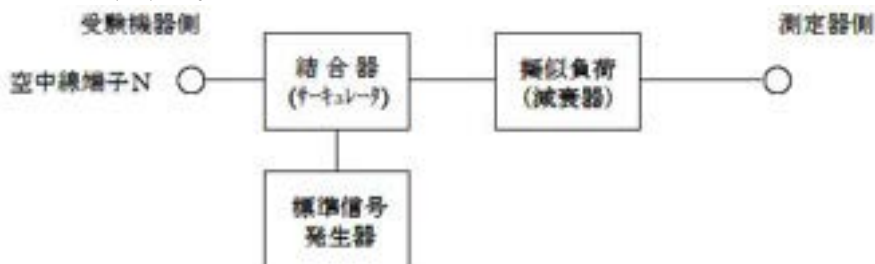 受験機器側
測定器側
空中線端子N
結合器
(サーキュレータ)
擬似負荷
(減衰器)
標準信号
発生器